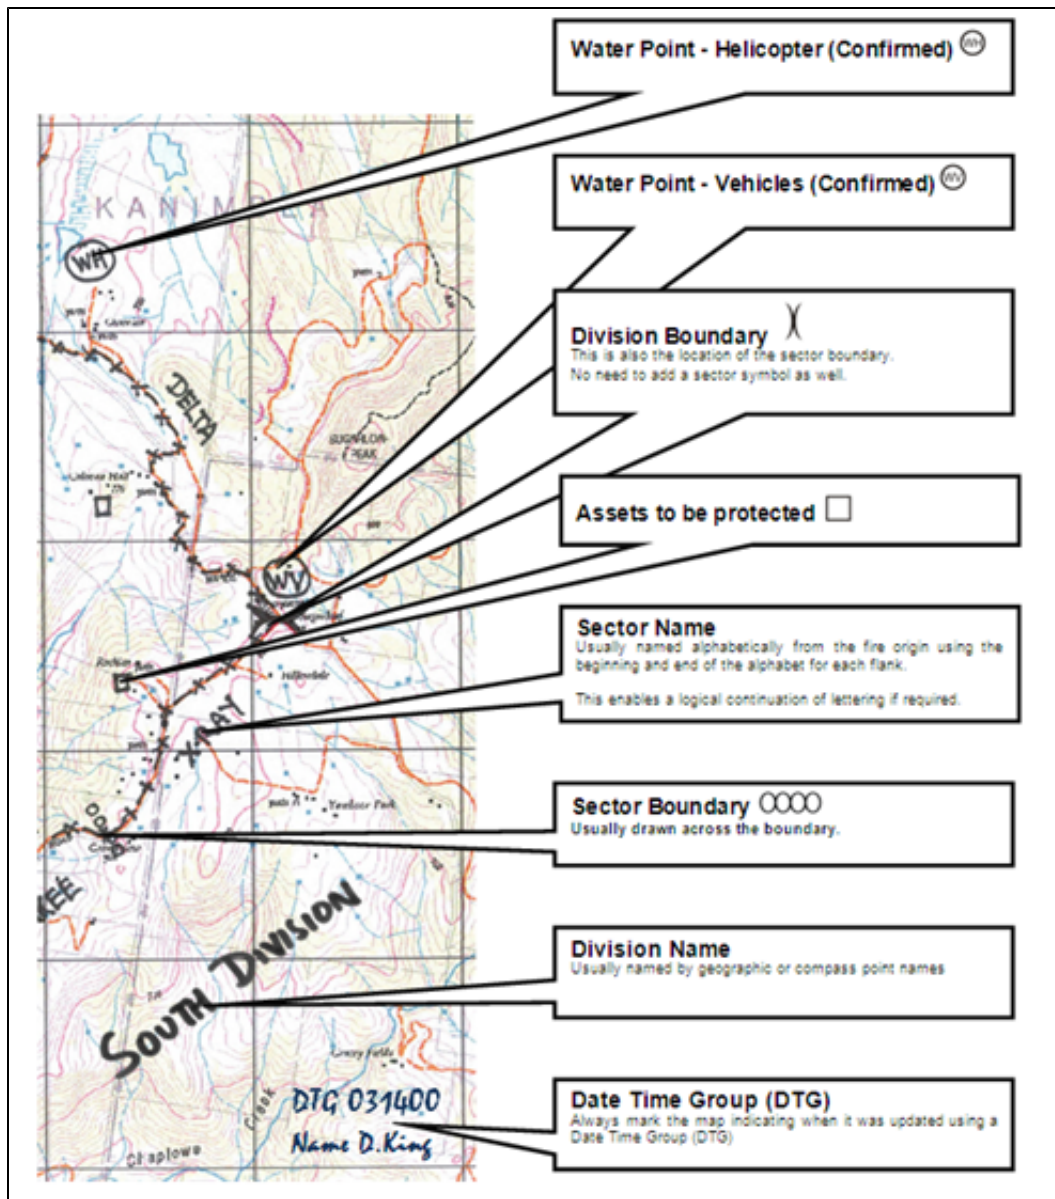 Water Point - Helicopter (Confirmed) WH
Water Point - Vehicles (Confirmed) WV
Division Boundary
This is also the location of the sector boundary.
No need to add a sector symbol as well.
Assets to be protected
Sector Name
Usually named alphabetically from the fire origin using the
beginning and end of the alphabet for each flank.
This enables a logical continuation of lettering if required.
Sector Boundary
Usually drawn across the boundary.
Division Name
Usually named by geographic or compass point names
Date Time Group (DTG)
Always mark the map indicating when it was updated using a
Date Time Group (DTG)
KANIMBLA
WH
DELTA
PEAK
WV
XRAY
KEE
SOUTH DIVISION
Creek
DTG 031400
Name D.King